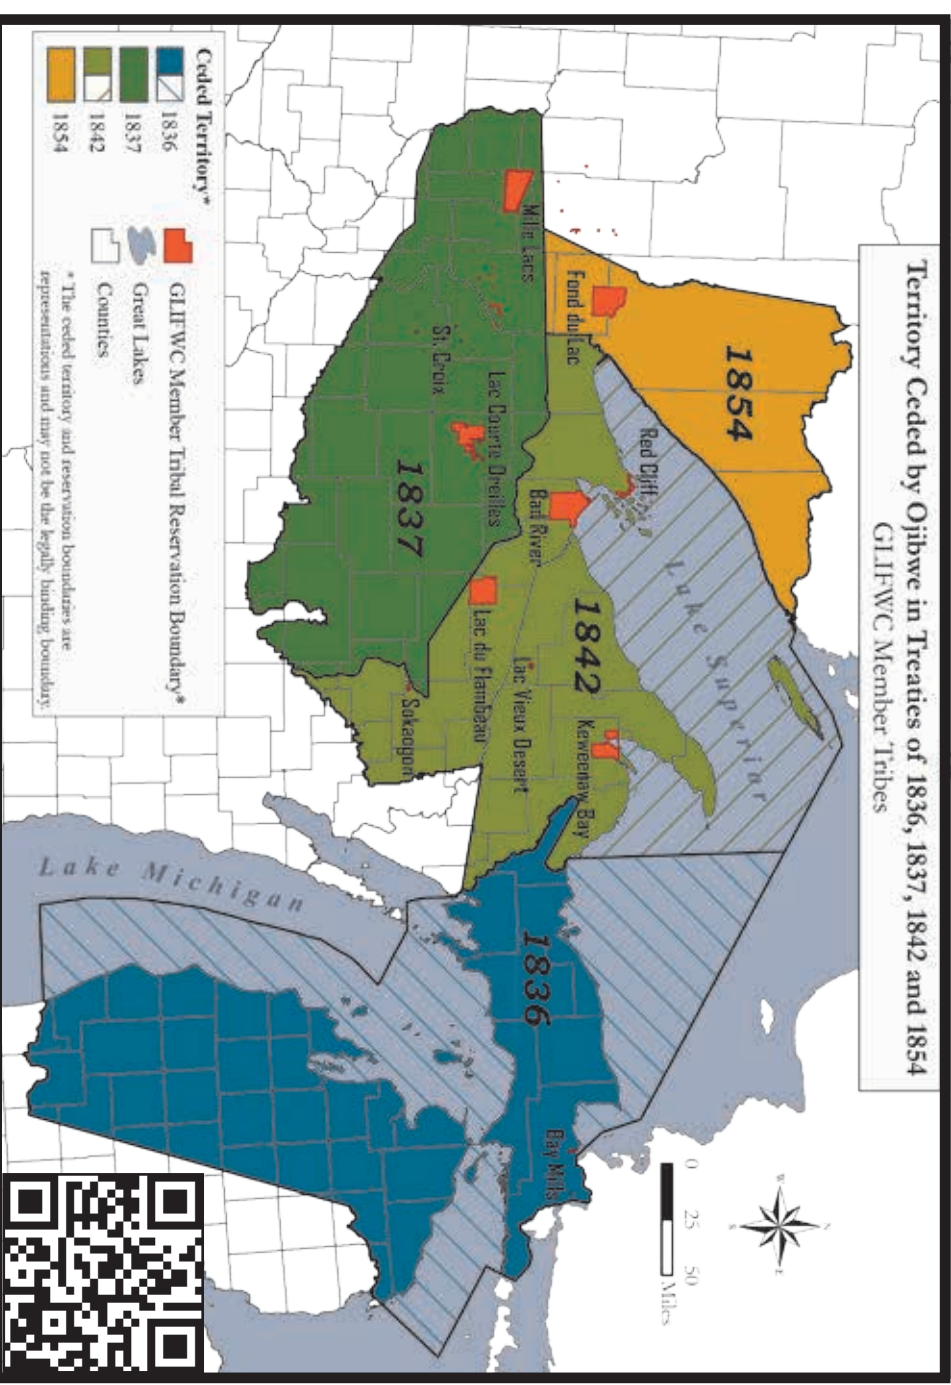 Territory Ceded by Ojibwe in Treaties of 1836, 1837, 1842 and 1854
GLIFWC Member Tribes
1854
Mille Lacs
Fond du Lac
St. Croix
Lac Courte Oreilles
1837
Red Cliff
Bad River
1842
Lac du Flambeau
Lac Vieux Desert
Sokaogon
Keweenaw Bay
Lake Superior
1836
Bay Mills
Lake Michigan
N
E
S
W
0 25 50
Miles
Ceded Territory*
1836
1837
1842
1854
GLIFWC Member Tribal Reservation Boundary*
Great Lakes
Counties
* The ceded territory and reservation boundaries are
representations and may not be the legally binding boundary.